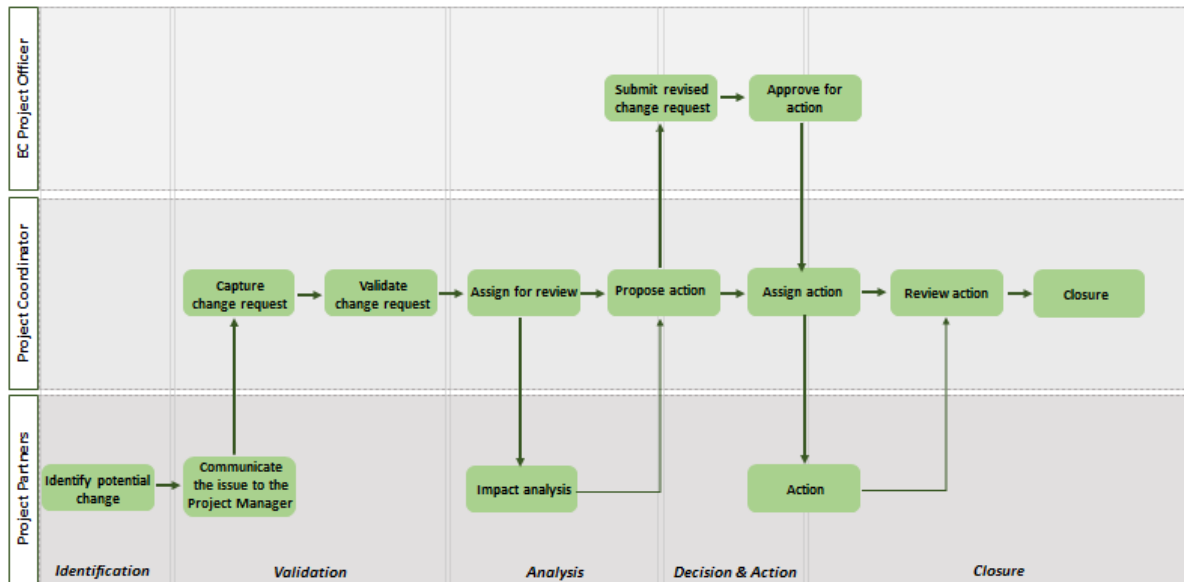 EC Project Officer
Submit revised
change request
Approve for
action
Project Coordinator
Capture
change request
Validate
change request
Assign for review
Propose action
Assign action
Review action
Closure
Project Partners
Identify potential
change
Communicate
the issue to the
Project Manager
Impact analysis
Action
Identification
Validation
Analysis
Decision & Action
Closure